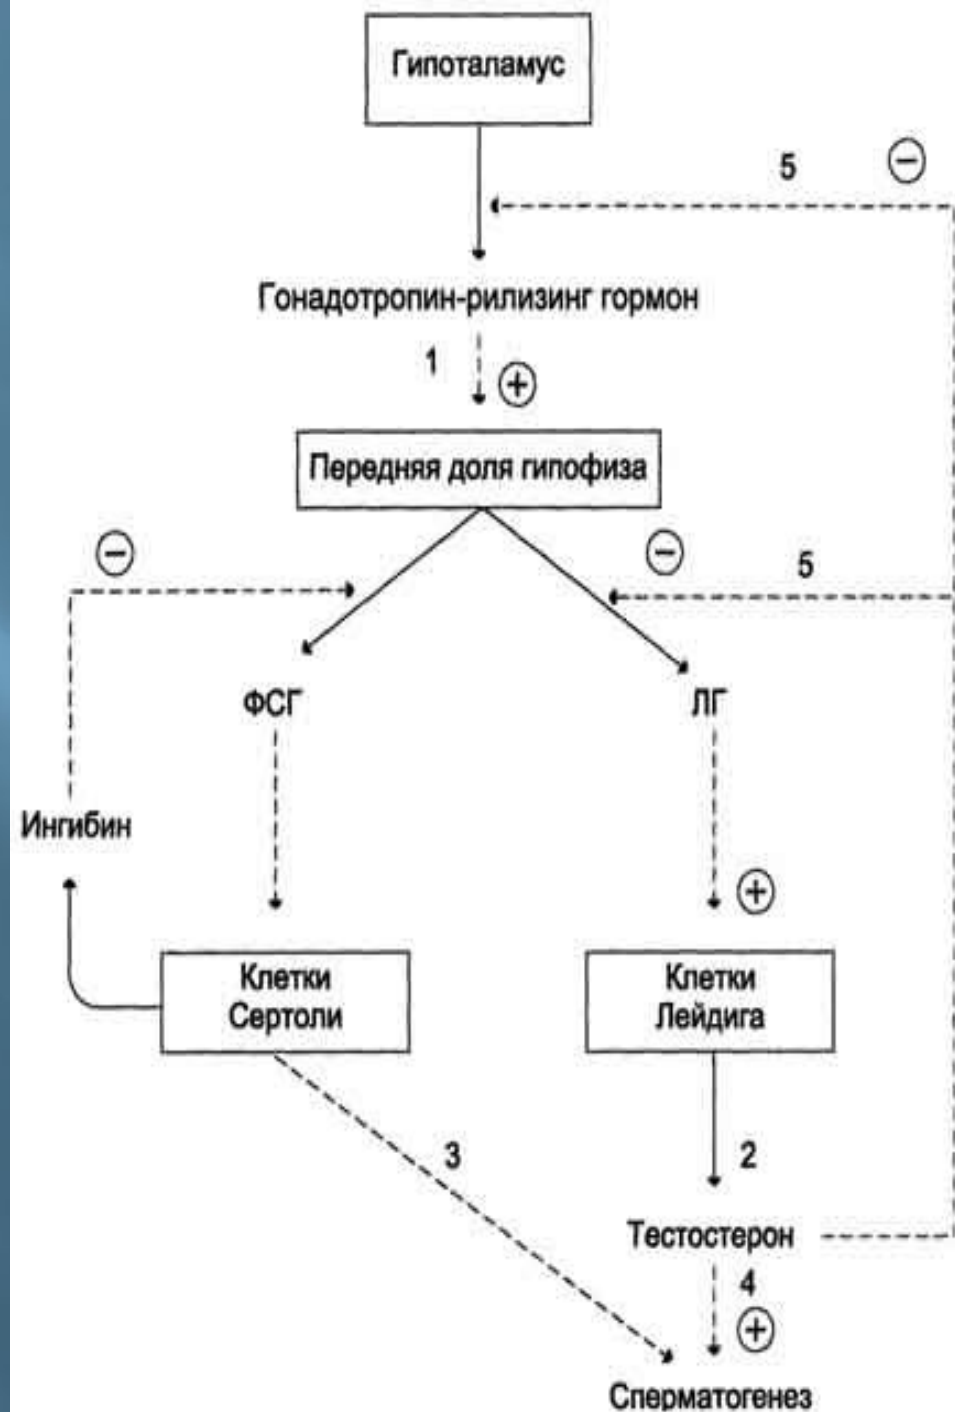 Гипоталамус
5
−
Гонадотропин-рилизинг гормон
1
+
Передняя доля гипофиза
−
−
5
ФСГ
ЛГ
Ингибин
+
Клетки
Сертоли
Клетки
Лейдига
3
2
Тестостерон
4
+
Сперматогенез